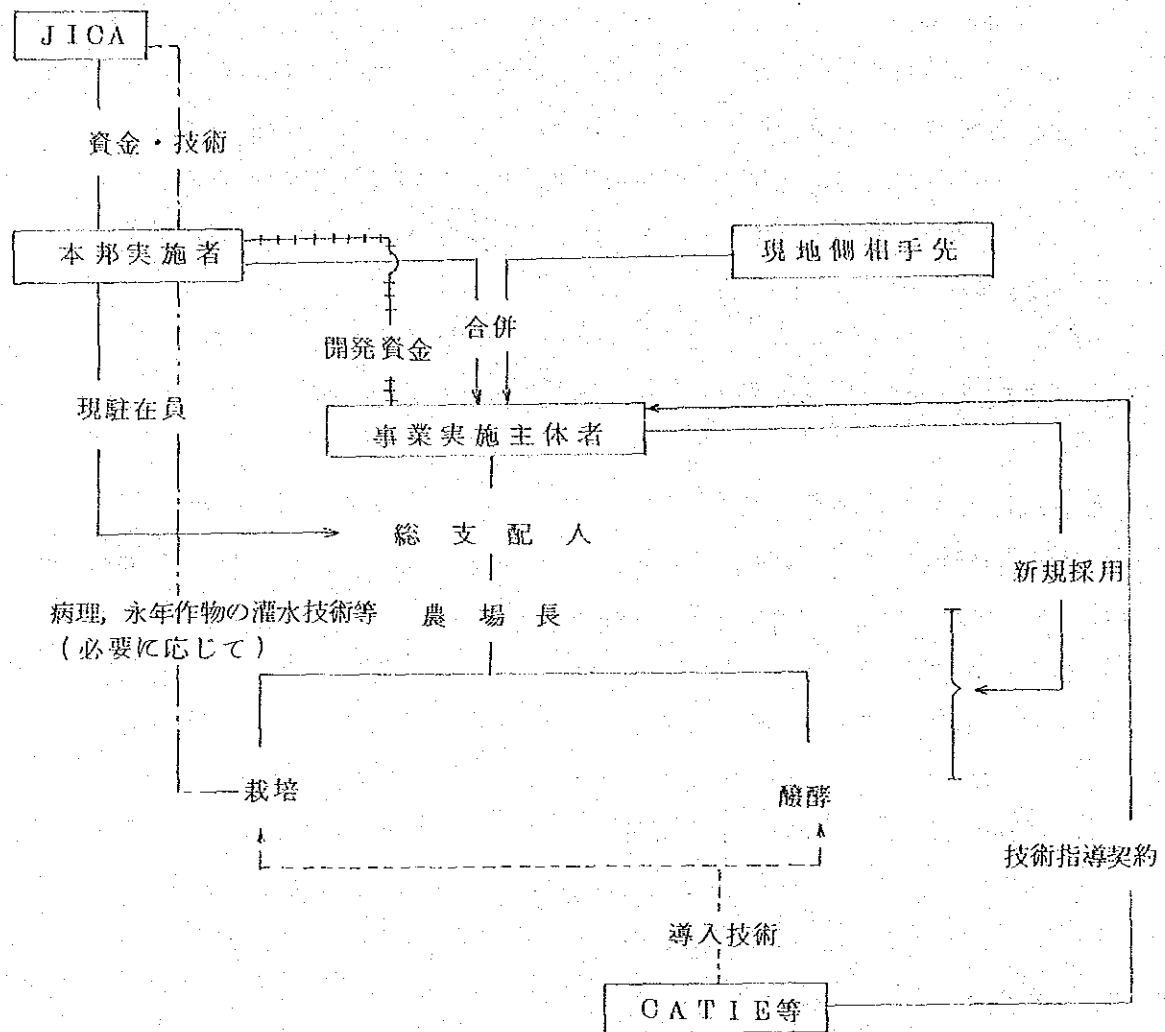 JICA
資金・技術
本邦実施者
現地側相手先
合併
開発資金
現駐在員
事業実施主体者
総支配人
新規採用
病理,永年作物の灌水技術等
(必要に応じて)
農場長
栽培
醱酵
技術指導契約
導入技術
CATIE等